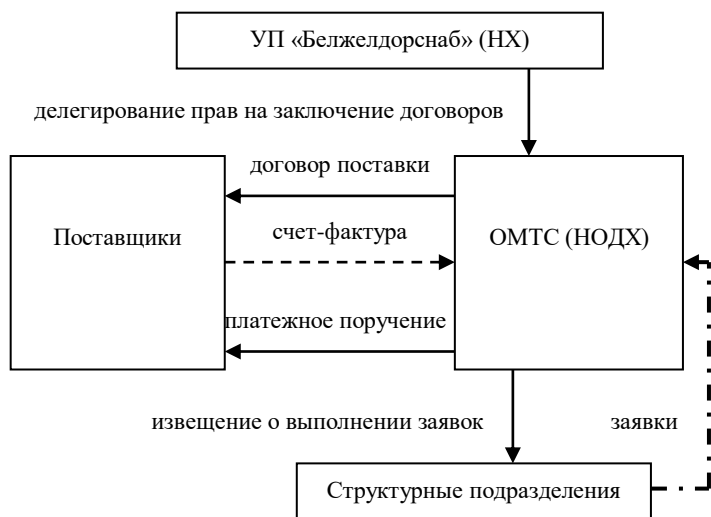 УП «Белжелдорснаб» (НХ)
делегирование прав на заключение договоров
договор поставки
Поставщики
счет-фактура
ОМТС (НОДХ)
платежное поручение
извещение о выполнении заявок
заявки
Структурные подразделения